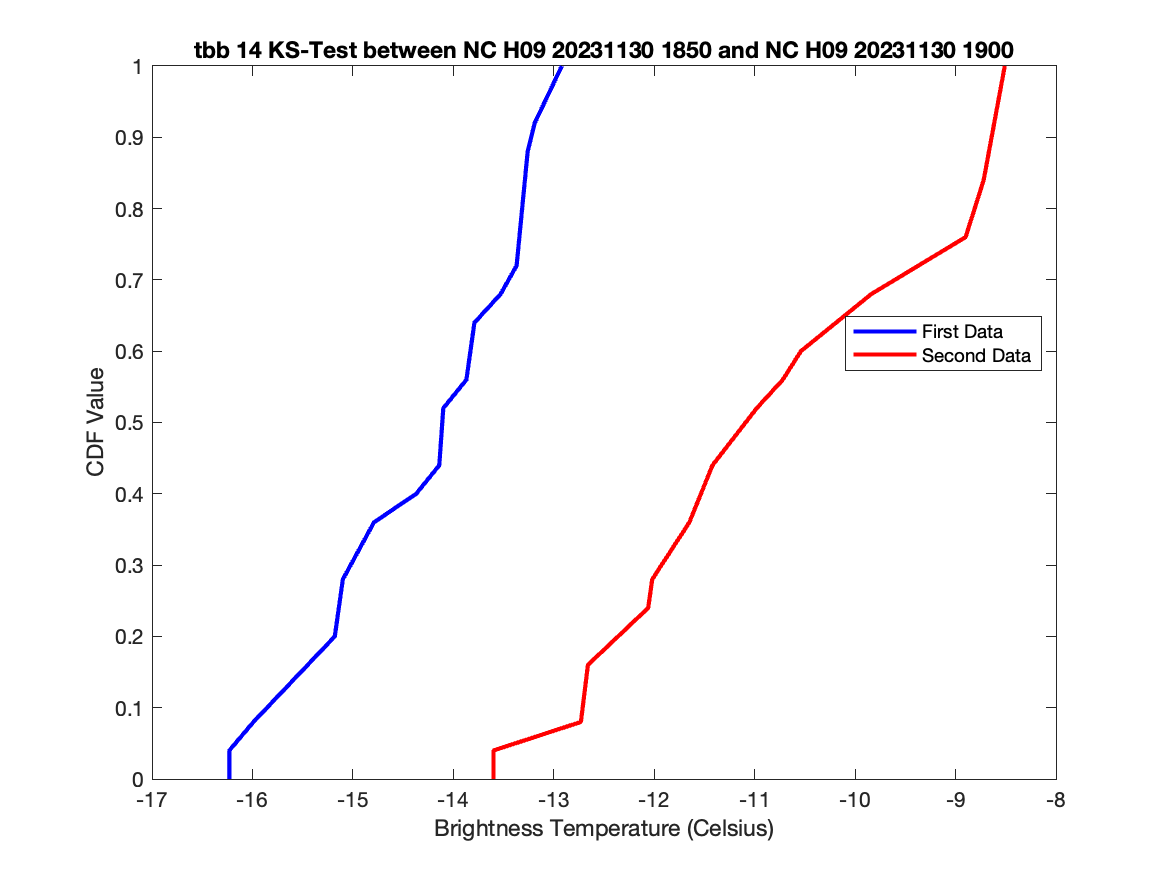 tbb 14 KS-Test between NC H09 20231130 1850 and NC H09 20231130 1900
1
0.9
0.8
0.7
0.6
0.5
0.4
0.3
0.2
0.1
0
CDF Value
First Data
Second Data
-17 -16 -15 -14 -13 -12 -11 -10 -9 -8
Brightness Temperature (Celsius)